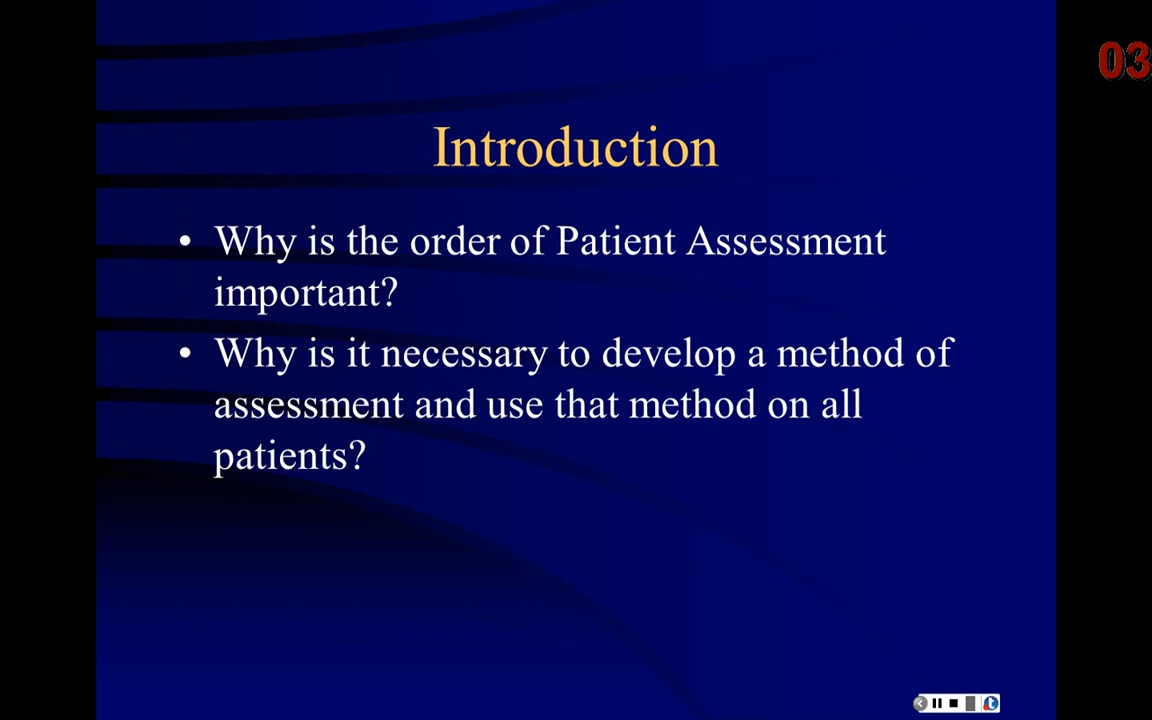 03
Introduction
• Why is the order of Patient Assessment
important?
• Why is it necessary to develop a method of
assessment and use that method on all
patients?